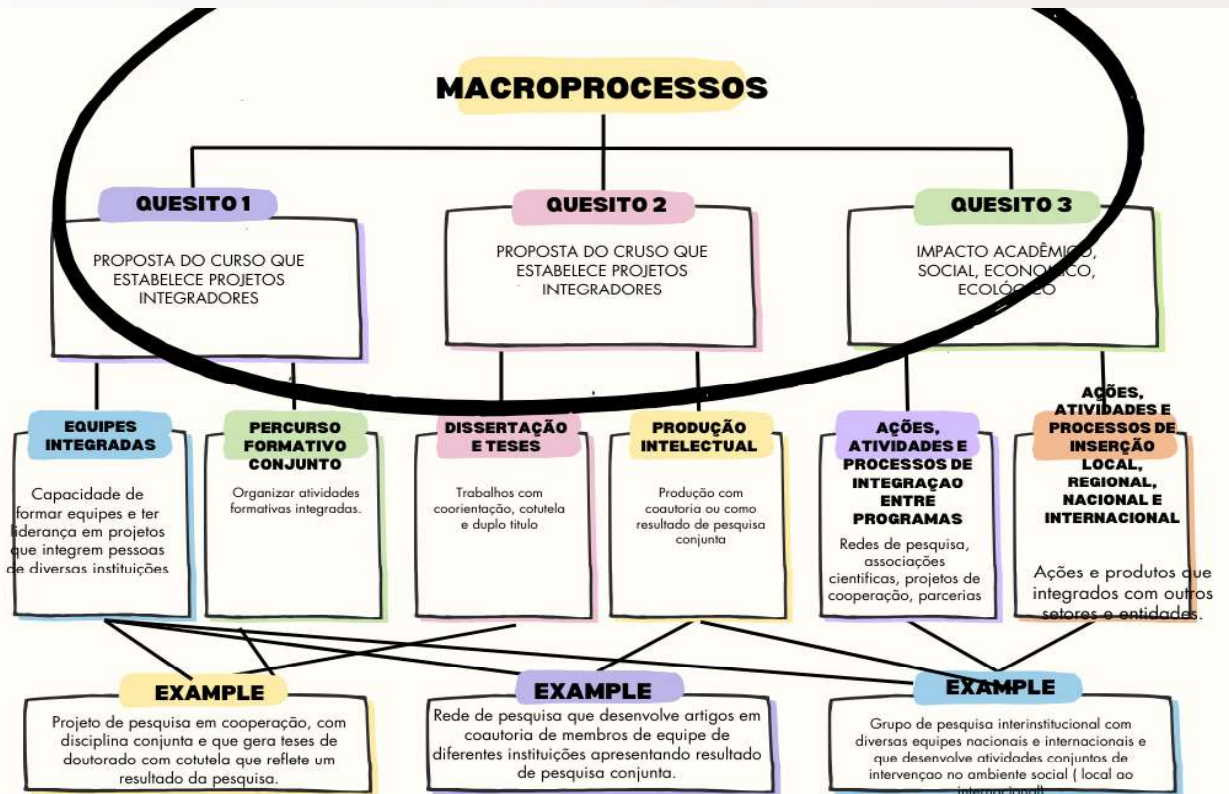 MACROPROCESSOS
QUESITO 1
PROPOSTA DO CURSO QUE
ESTABELECE PROJETOS
INTEGRADORES
QUESITO 2
PROPOSTA DO CRUSO QUE
ESTABELECE PROJETOS
INTEGRADORES
QUESITO 3
IMPACTO ACADÊMICO,
SOCIAL, ECONOMICO,
ECOLÓGICO
EQUIPES
INTEGRADAS
Capacidade de
formar equipes e ter
liderança em projetos
que integrem pessoas
de diversas instituições
PERCURSO
FORMATIVO
CONJUNTO
Organizar atividades
formativas integradas.
DISSERTAÇÃO
E TESES
Trabalhos com
coorientação, cotutela
e duplo titulo
PRODUÇÃO
INTELECTUAL
Produção com
coautoria ou como
resultado de pesquisa
conjunta
AÇÕES,
ATIVIDADES E
PROCESSOS DE
INTEGRAÇAO
ENTRE
PROGRAMAS
Redes de pesquisa,
associações
cientificas, projetos de
cooperação, parcerias
AÇÕES,
ATIVIDADES E
PROCESSOS DE
INSERÇÃO
LOCAL,
REGIONAL,
NACIONAL E
INTERNACIONAL
Ações e produtos que
integrados com outros
setores e entidades.
EXAMPLE
Projeto de pesquisa em cooperação, com
disciplina conjunta e que gera teses de
doutorado com cotutela que reflete um
resultado da pesquisa.
EXAMPLE
Rede de pesquisa que desenvolve artigos em
coautoria de membros de equipe de
diferentes instituições apresentando resultado
de pesquisa conjunta.
EXAMPLE
Grupo de pesquisa interinstitucional com
diversas equipes nacionais e internacionais e
que desenvolve atividades conjuntos de
intervençao no ambiente social ( local ao
internacional)